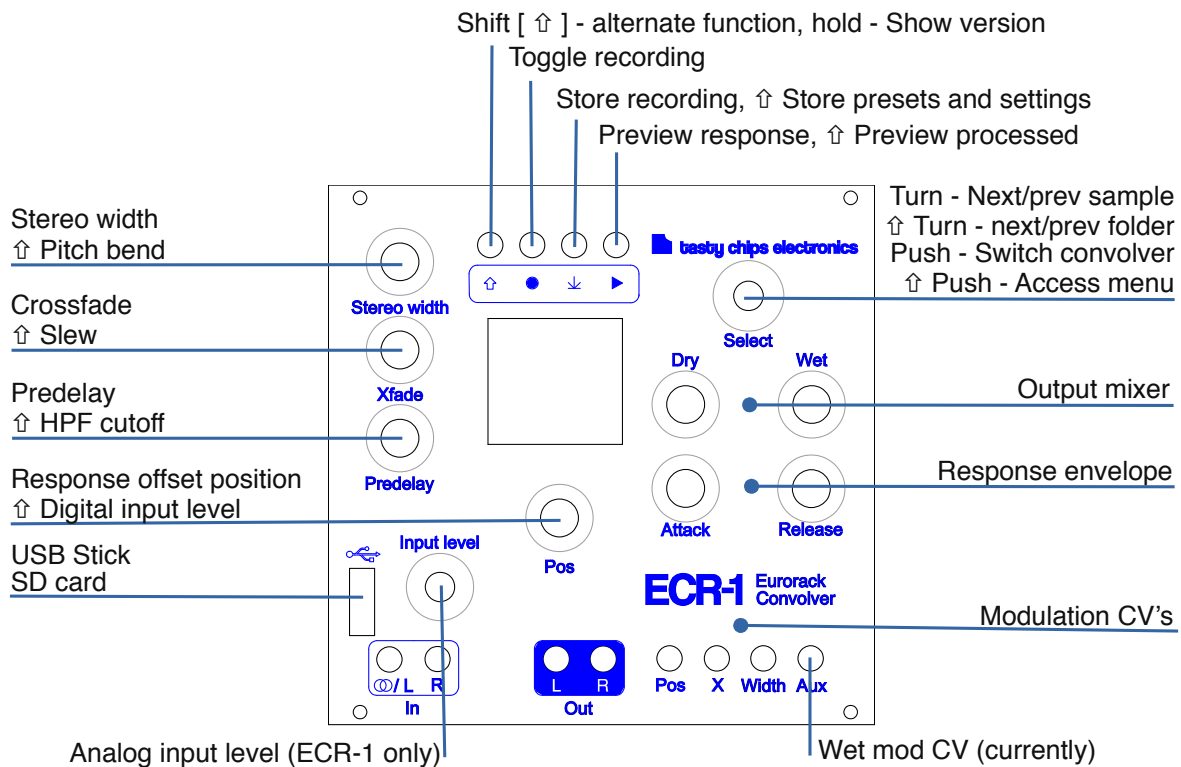 Shift [ ⇧ ] - alternate function, hold - Show version
Toggle recording
Store recording, ⇧ Store presets and settings
Preview response, ⇧ Preview processed
Stereo width
⇧ Pitch bend
Crossfade
⇧ Slew
Predelay
⇧ HPF cutoff
Response offset position
⇧ Digital input level
USB Stick
SD card
Turn - Next/prev sample
⇧ Turn - next/prev folder
Push - Switch convolver
⇧ Push - Access menu
Output mixer
Response envelope
Modulation CV's
tasty chips electronics
Stereo width
Select
Dry
Wet
Xfade
Predelay
Attack
Release
Pos
Input level
ECR-1 Eurorack
Convolver
/ L R
In
L R
Out
Pos X Width Aux
Analog input level (ECR-1 only)
Wet mod CV (currently)